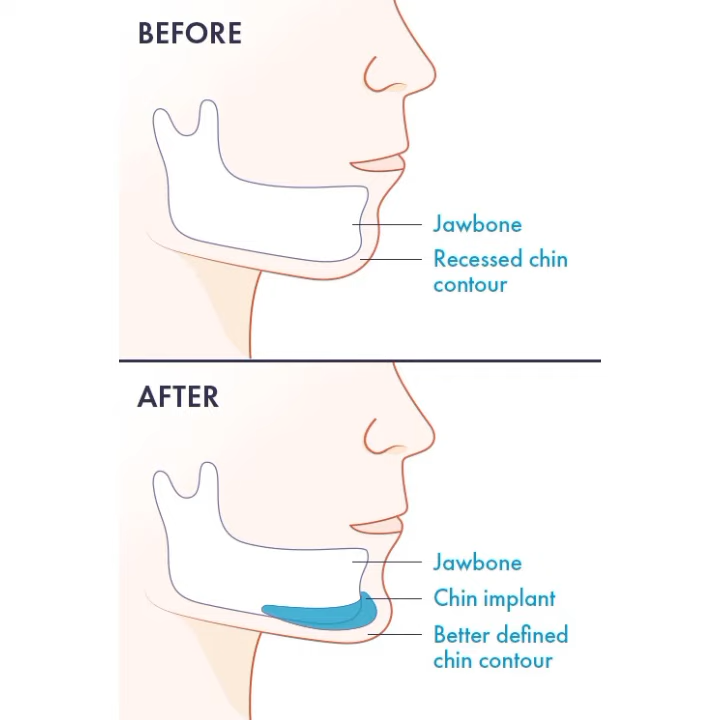 BEFORE
Jawbone
Recessed chin
contour
AFTER
Jawbone
Chin implant
Better defined
chin contour